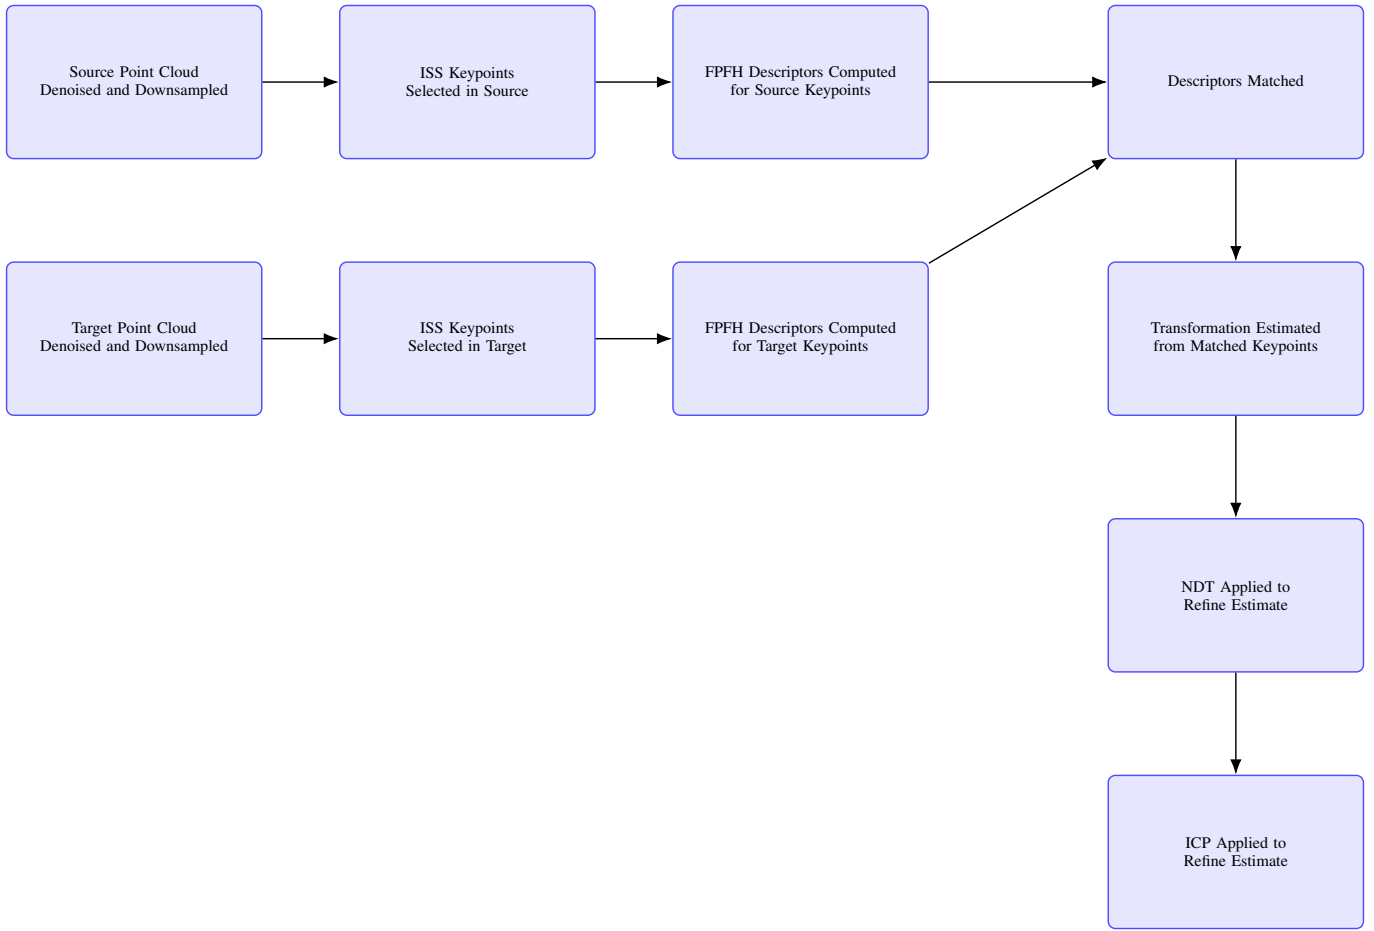 Source Point Cloud
Denoised and Downsampled
ISS Keypoints
Selected in Source
FPFH Descriptors Computed
for Source Keypoints
Descriptors Matched
Target Point Cloud
Denoised and Downsampled
ISS Keypoints
Selected in Target
FPFH Descriptors Computed
for Target Keypoints
Transformation Estimated
from Matched Keypoints
NDT Applied to
Refine Estimate
ICP Applied to
Refine Estimate